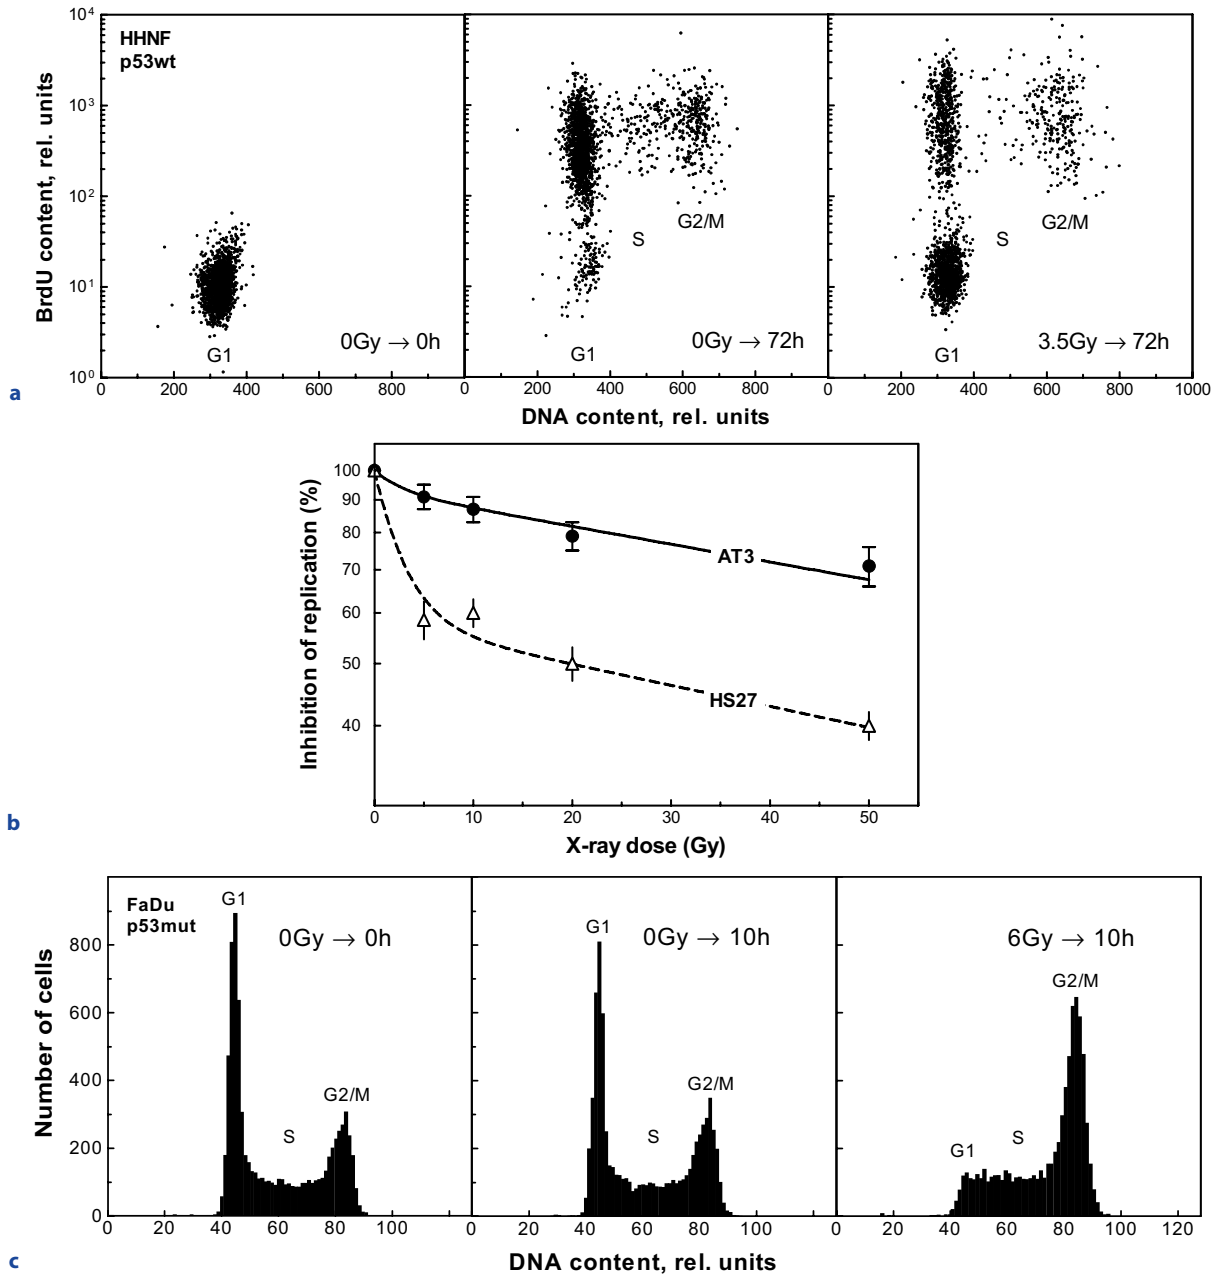 HHNF
p53wt
BrdU content, rel. units
10⁴
10³
10²
10¹
10⁰
G1
0Gy → 0h
S
G2/M
G1
0Gy → 72h
S
G2/M
G1
3.5Gy → 72h
0 200 400 600 800
0 200 400 600 800
0 200 400 600 800 1000
DNA content, rel. units
a
Inhibition of replication (%)
100
90
80
70
60
50
40
AT3
HS27
0 10 20 30 40 50
X-ray dose (Gy)
b
FaDu
p53mut
Number of cells
800
600
400
200
0
G1
0Gy → 0h
S
G2/M
G1
0Gy → 10h
S
G2/M
6Gy → 10h
G2/M
G1
S
0 20 40 60 80 100
0 20 40 60 80 100
0 20 40 60 80 100 120
DNA content, rel. units
c